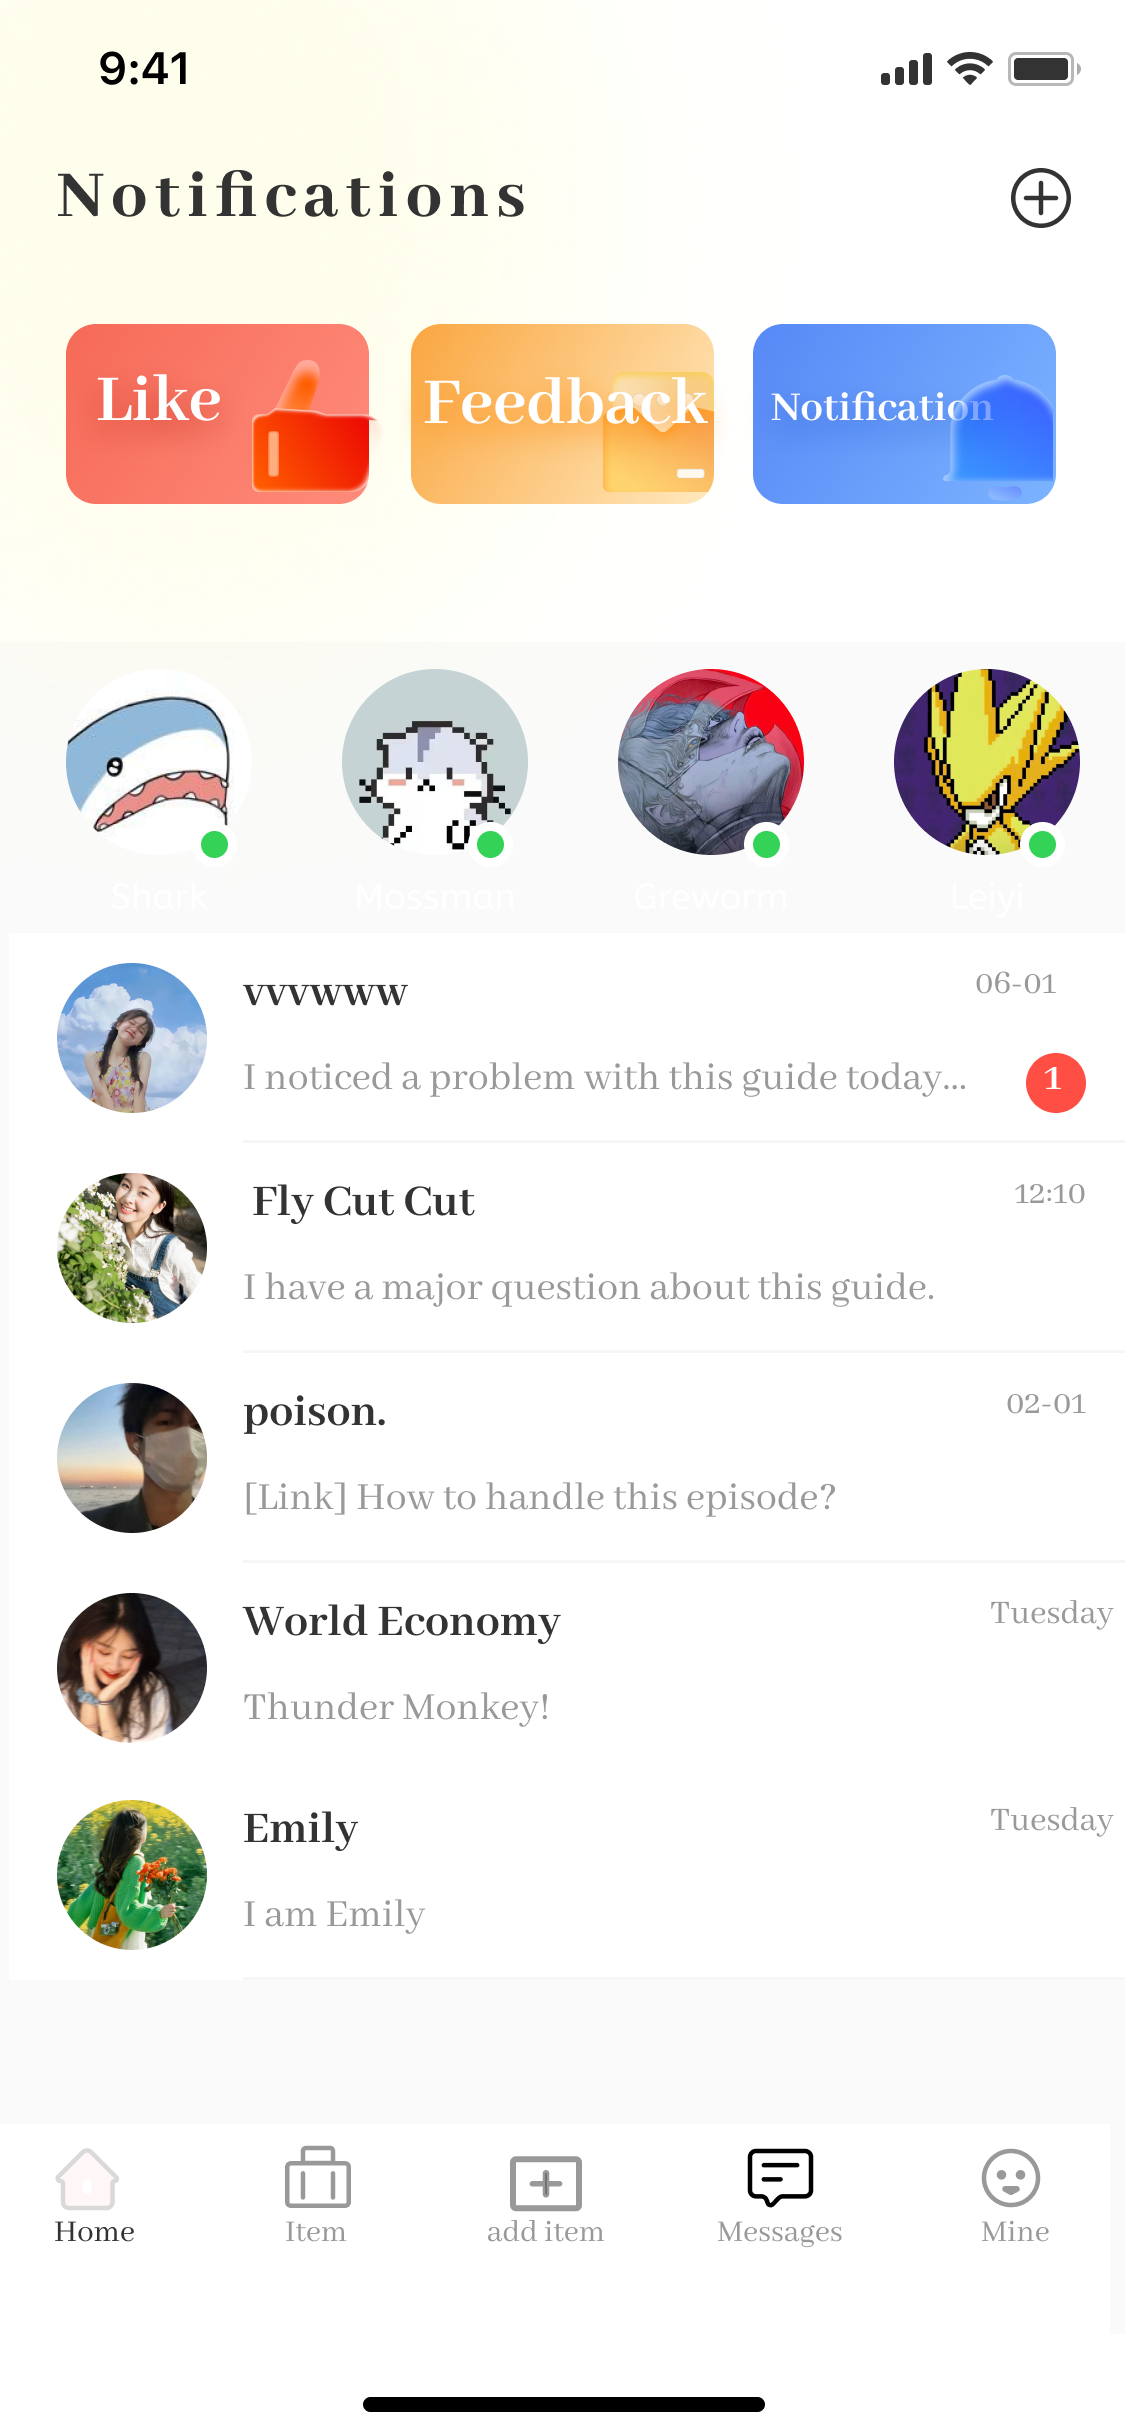 9:41
Notifications
Like
Feedback
Notification
Shark
Mossman
Greworm
Leiyi
vvvwww
06-01
I noticed a problem with this guide today...
1
Fly Cut Cut
12:10
I have a major question about this guide.
poison.
02-01
[Link] How to handle this episode?
World Economy
Tuesday
Thunder Monkey!
Emily
Tuesday
I am Emily
Home
Item
add item
Messages
Mine